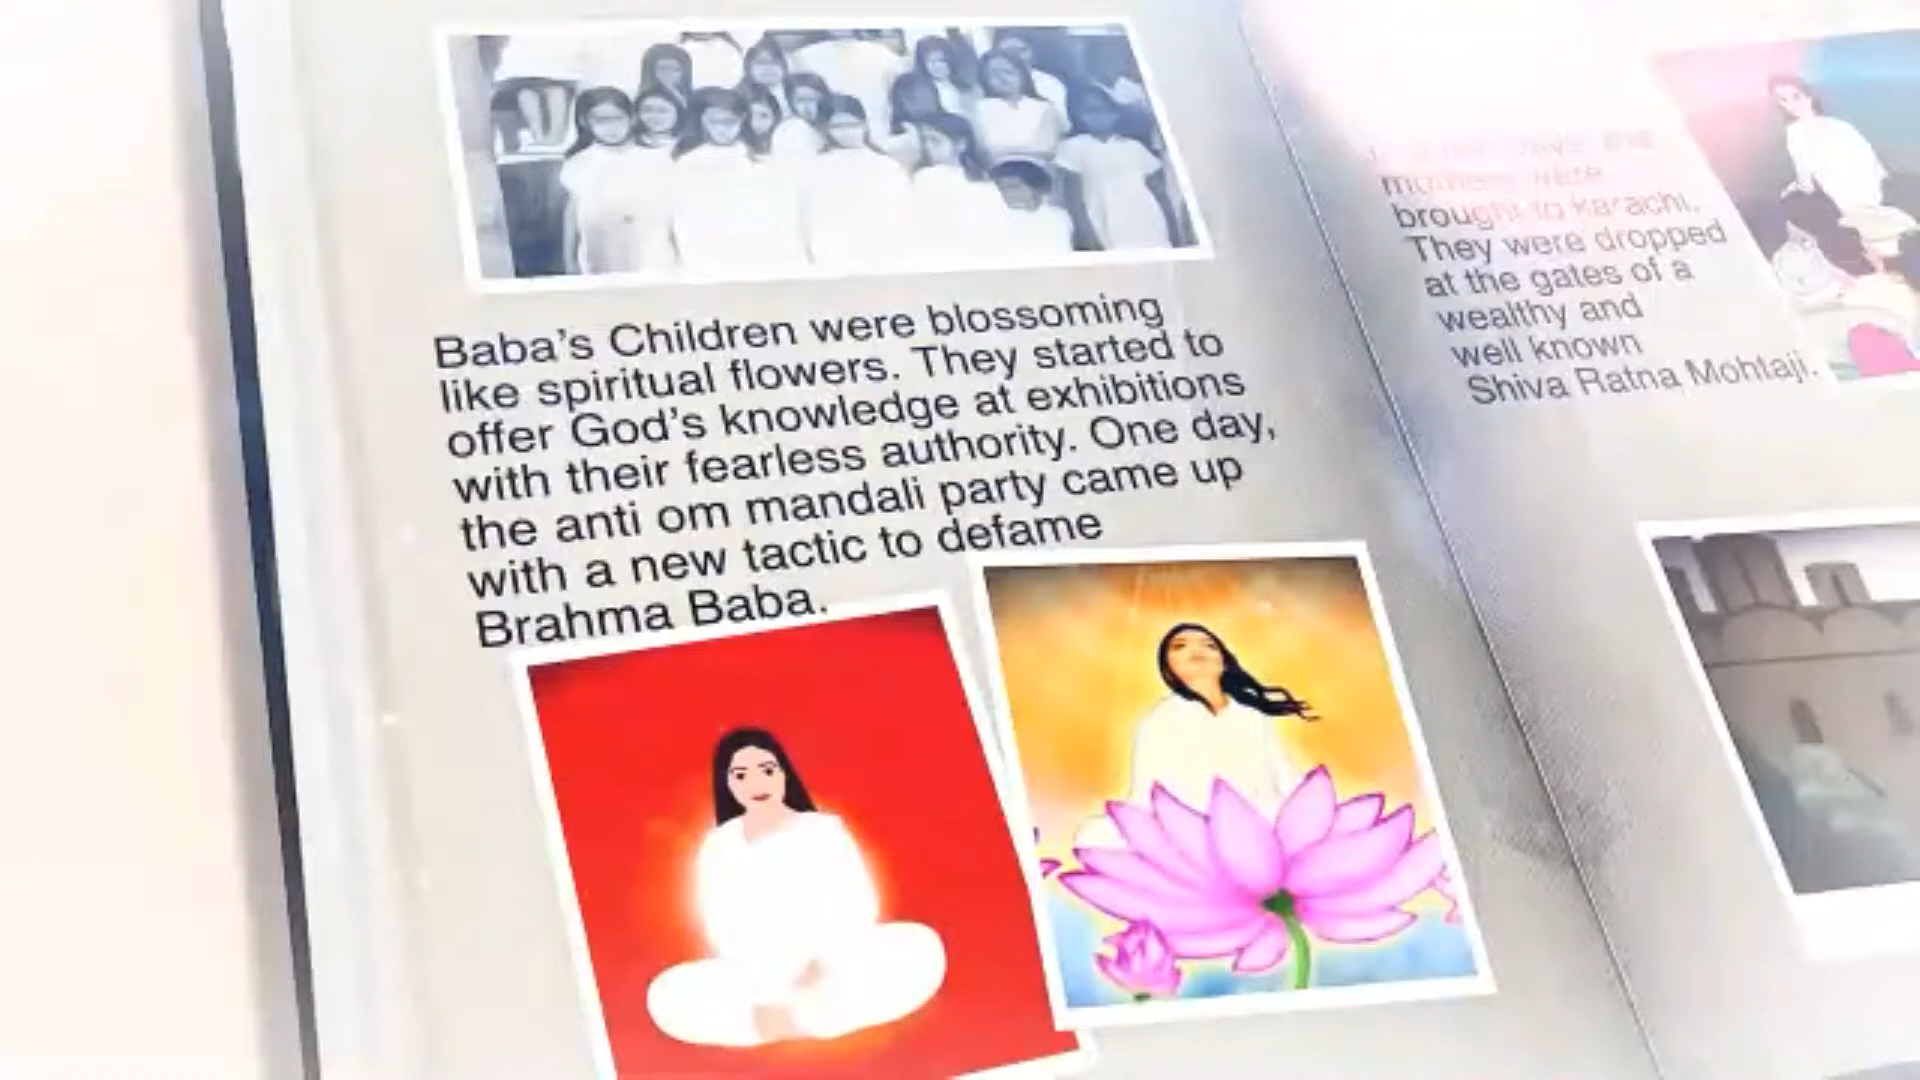 Baba's Children were blossoming
like spiritual flowers. They started to
offer God's knowledge at exhibitions
with their fearless authority. One day,
the anti om mandali party came up
with a new tactic to defame
Brahma Baba.
mothers were
brought to Karachi.
They were dropped
at the gates of a
wealthy and
well known
Shiva Ratna Mohtaji.